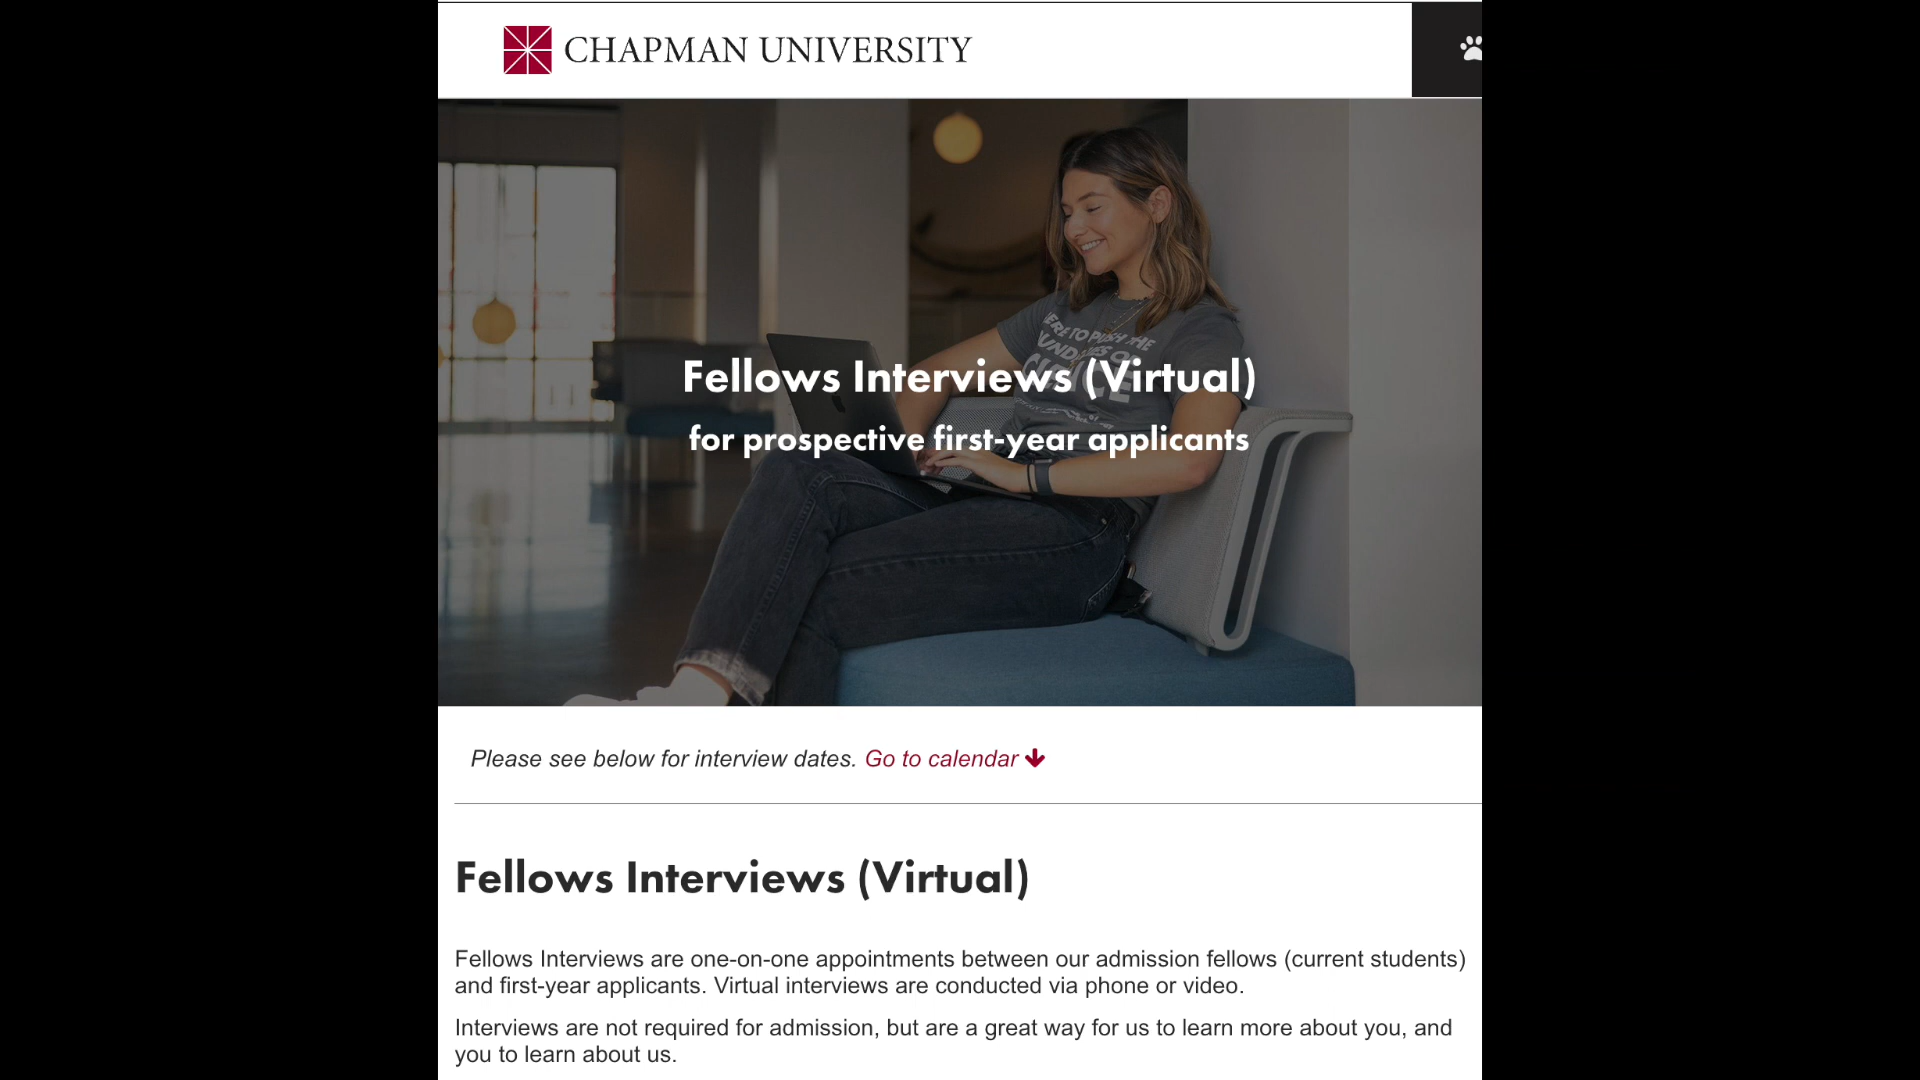 CHAPMAN UNIVERSITY
Fellows Interviews (Virtual)
for prospective first-year applicants
Please see below for interview dates. Go to calendar
Fellows Interviews (Virtual)
Fellows Interviews are one-on-one appointments between our admission fellows (current students)
and first-year applicants. Virtual interviews are conducted via phone or video.
Interviews are not required for admission, but are a great way for us to learn more about you, and
you to learn about us.